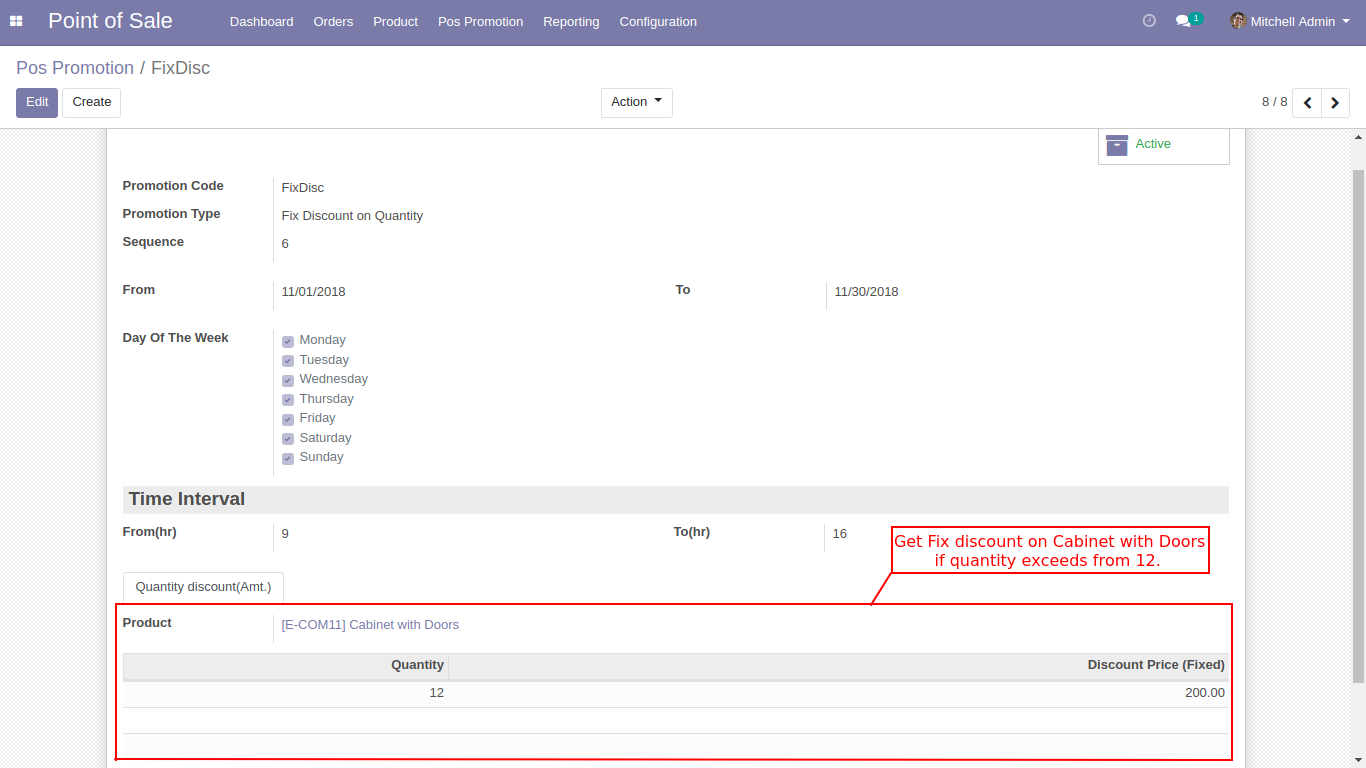 Point of Sale Dashboard Orders Product Pos Promotion Reporting Configuration 1 Mitchell Admin
Pos Promotion / FixDisc
Edit Create Action 8 / 8
Active
Promotion Code FixDisc
Promotion Type Fix Discount on Quantity
Sequence 6
From 11/01/2018 To 11/30/2018
Day Of The Week Monday
Tuesday
Wednesday
Thursday
Friday
Saturday
Sunday
Time Interval
From(hr) 9 To(hr) 16
Get Fix discount on Cabinet with Doors
if quantity exceeds from 12.
Quantity discount(Amt.)
Product [E-COM11] Cabinet with Doors
Quantity Discount Price (Fixed)
12 200.00